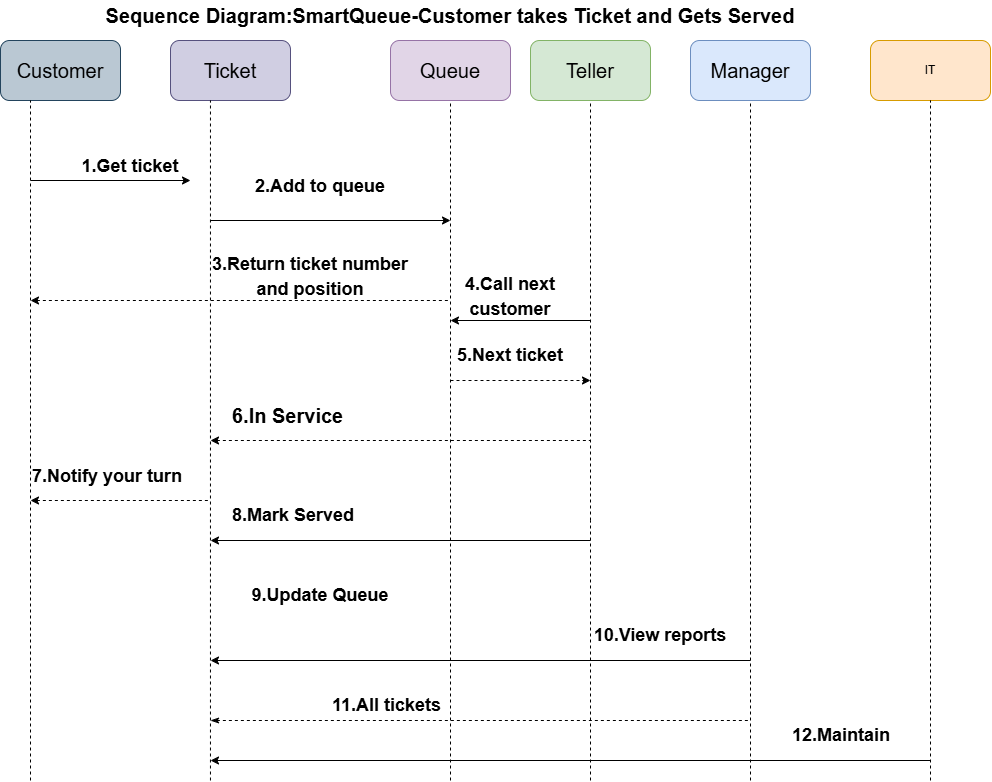 Sequence Diagram:SmartQueue-Customer takes Ticket and Gets Served
Customer
Ticket
Queue
Teller
Manager
IT
1.Get ticket
2.Add to queue
3.Return ticket number
and position
4.Call next
customer
5.Next ticket
6.In Service
7.Notify your turn
8.Mark Served
9.Update Queue
10.View reports
11.All tickets
12.Maintain